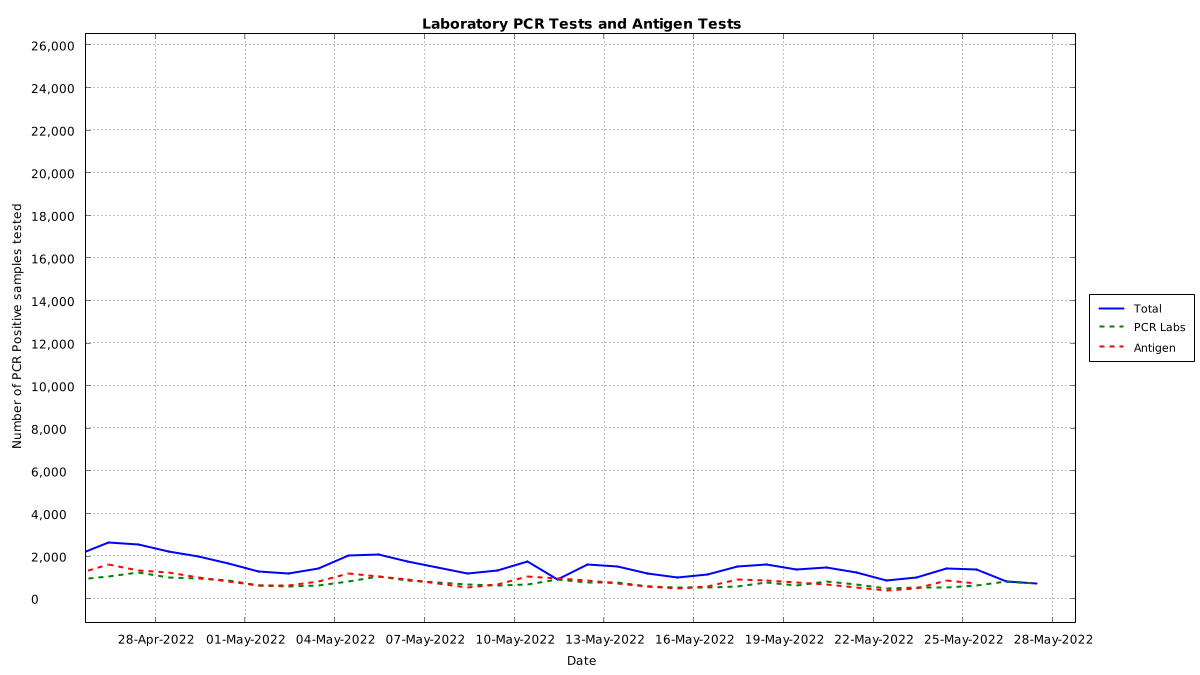 Laboratory PCR Tests and Antigen Tests
26,000
24,000
22,000
20,000
18,000
16,000
14,000
12,000
10,000
8,000
6,000
4,000
2,000
0
Number of PCR Positive samples tested
28-Apr-2022 01-May-2022 04-May-2022 07-May-2022 10-May-2022 13-May-2022 16-May-2022 19-May-2022 22-May-2022 25-May-2022 28-May-2022
Date
Total
PCR Labs
Antigen